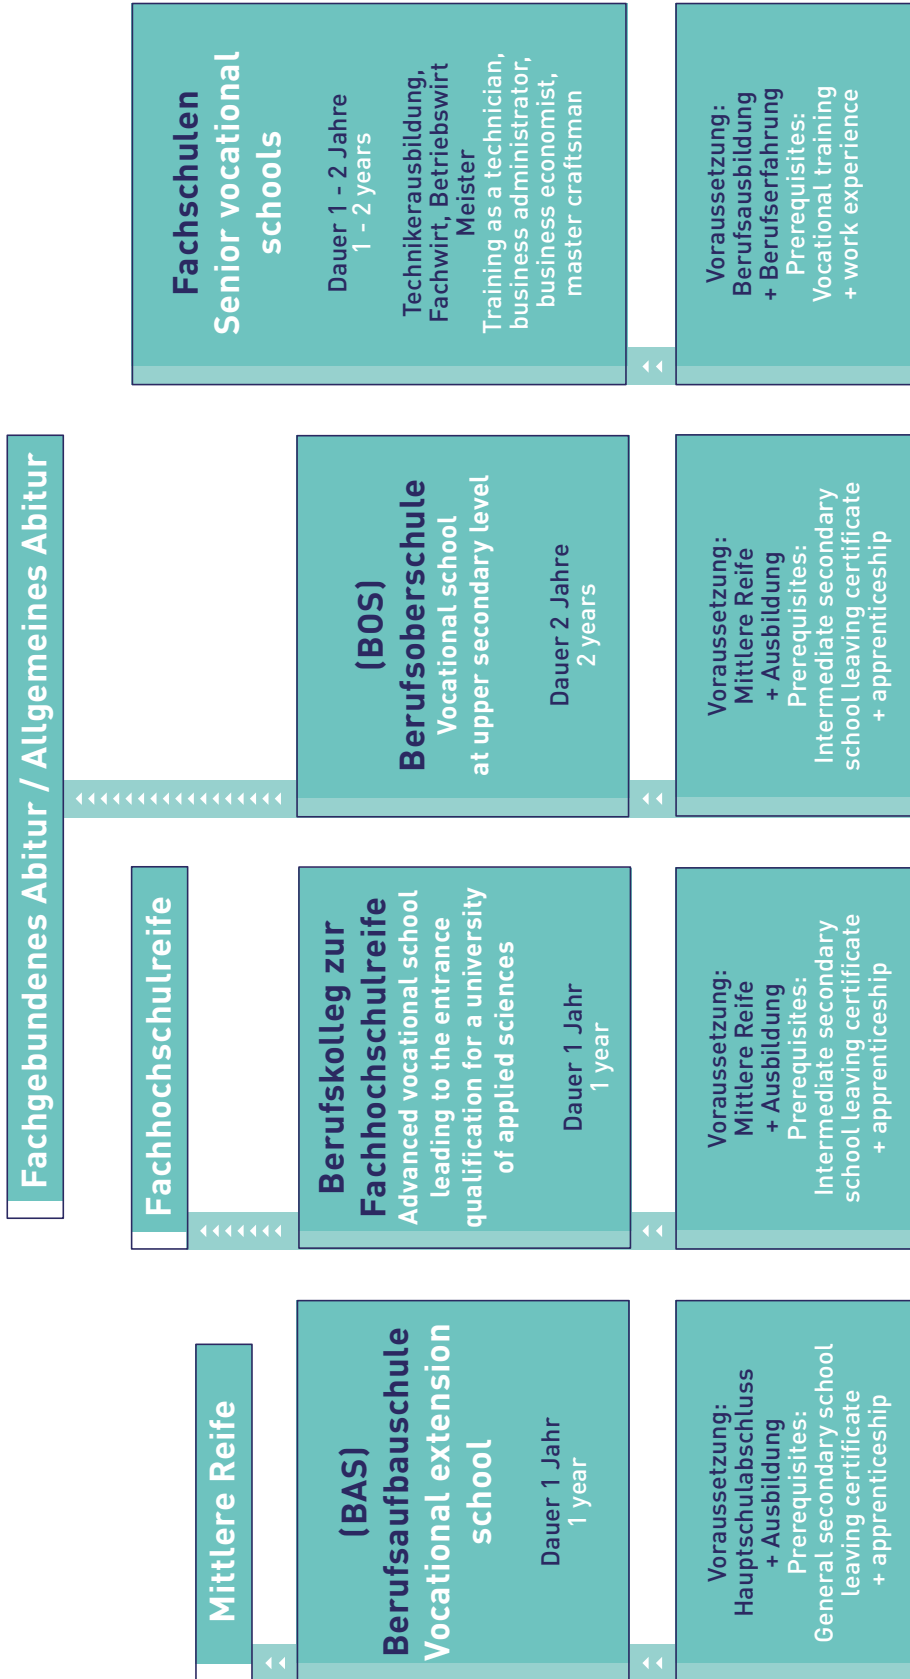 Fachgebundenes Abitur / Allgemeines Abitur
Mittlere Reife
(BAS)
Berufsaufbauschule
Vocational extension
school
Dauer 1 Jahr
1 year
Voraussetzung:
Hauptschulabschluss
+ Ausbildung
Prerequisites:
General secondary school
leaving certificate
+ apprenticeship
Fachhochschulreife
Berufskolleg zur
Fachhochschulreife
Advanced vocational school
leading to the entrance
qualification for a university
of applied sciences
Dauer 1 Jahr
1 year
Voraussetzung:
Mittlere Reife
+ Ausbildung
Prerequisites:
Intermediate secondary
school leaving certificate
+ apprenticeship
(BOS)
Berufsoberschule
Vocational school
at upper secondary level
Dauer 2 Jahre
2 years
Voraussetzung:
Mittlere Reife
+ Ausbildung
Prerequisites:
Intermediate secondary
school leaving certificate
+ apprenticeship
Fachschulen
Senior vocational
schools
Dauer 1 - 2 Jahre
1 - 2 years
Technikerausbildung,
Fachwirt, Betriebswirt
Meister
Training as a technician,
business administrator,
business economist,
master craftsman
Voraussetzung:
Berufsausbildung
+ Berufserfahrung
Prerequisites:
Vocational training
+ work experience